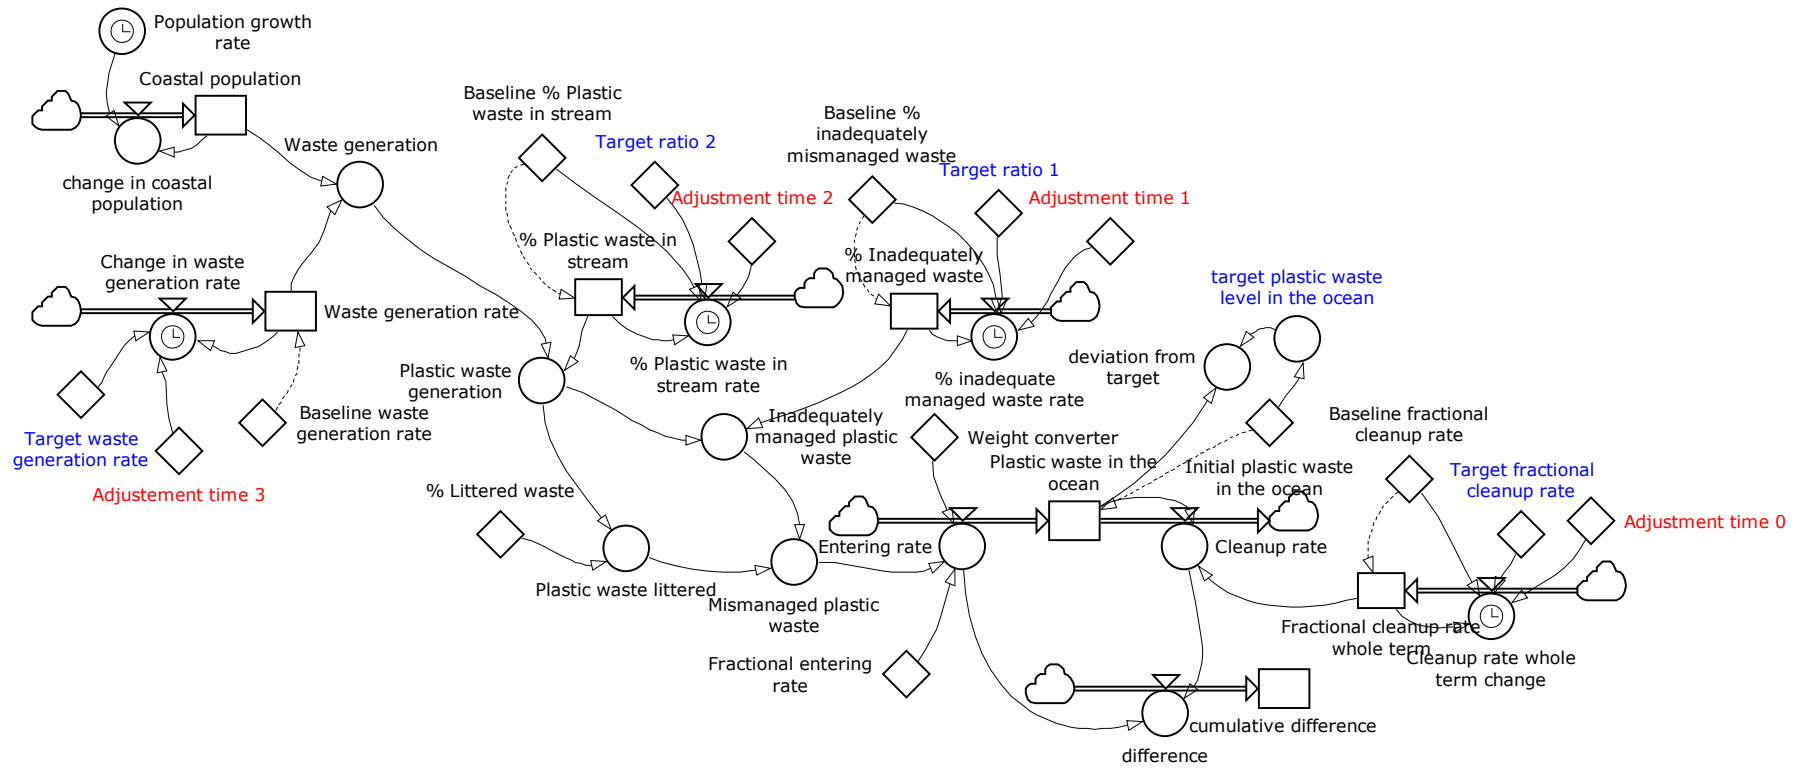 Population growth
rate
Coastal population
change in coastal
population
Waste generation
Change in waste
generation rate
Waste generation rate
Target waste
generation rate
Baseline waste
generation rate
Adjustement time 3
Baseline % Plastic
waste in stream
Target ratio 2
Adjustment time 2
% Plastic waste in
stream
% Plastic waste in
stream rate
Plastic waste
generation
Baseline %
inadequately
mismanaged waste
Target ratio 1
Adjustment time 1
% Inadequately
managed waste
% inadequate
managed waste rate
Inadequately
managed plastic
waste
% Littered waste
Plastic waste littered
Mismanaged plastic
waste
target plastic waste
level in the ocean
deviation from
target
Weight converter
Plastic waste in the
ocean
Initial plastic waste
in the ocean
Entering rate
Cleanup rate
Fractional entering
rate
Baseline fractional
cleanup rate
Target fractional
cleanup rate
Adjustment time 0
Fractional cleanup rate
whole term
Cleanup rate whole
term change
cumulative difference
difference